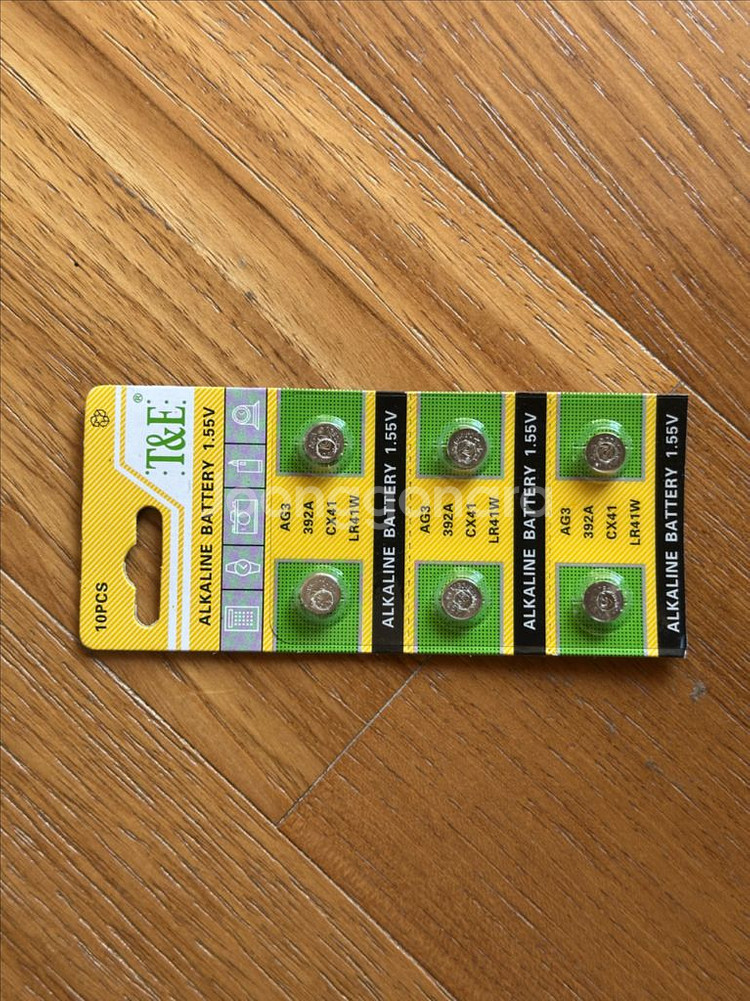 10PCS
T&E®
ALKALINE BATTERY 1.55V
AG3
392A
CX41
LR41W
ALKALINE BATTERY 1.55V
AG3
392A
CX41
LR41W
ALKALINE BATTERY 1.55V
AG3
392A
CX41
LR41W
ALKALINE BATTERY 1.55V
joonggonara